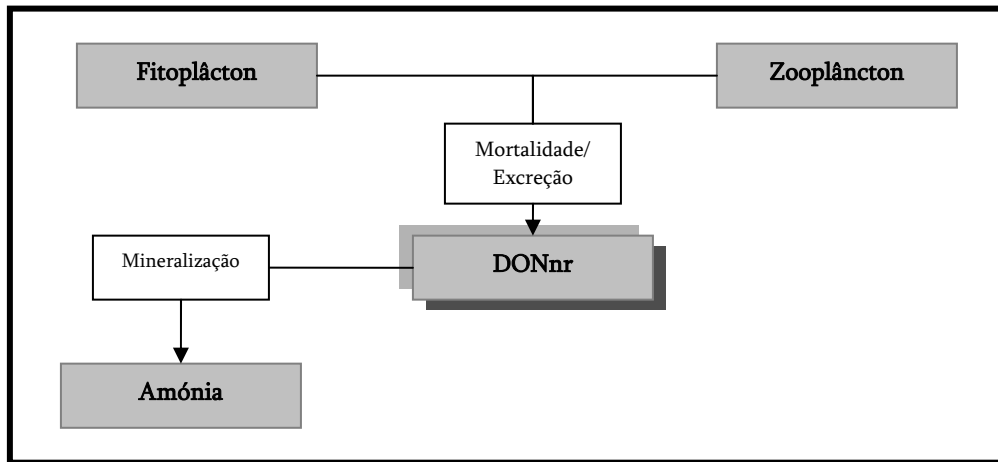 Fitoplâcton
Zooplâncton
Mortalidade/
Excreção
DONnr
Mineralização
Amónia